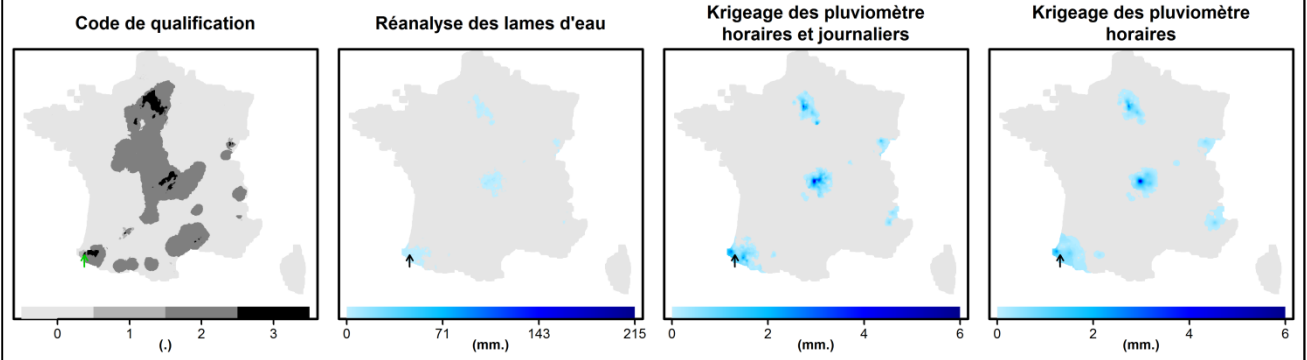 Code de qualification
Réanalyse des lames d'eau
Krigeage des pluviomètre
horaires et journaliers
Krigeage des pluviomètre
horaires
0 1 2 3
(.)
0 71 143 215
(mm.)
0 2 4 6
(mm.)
0 2 4 6
(mm.)